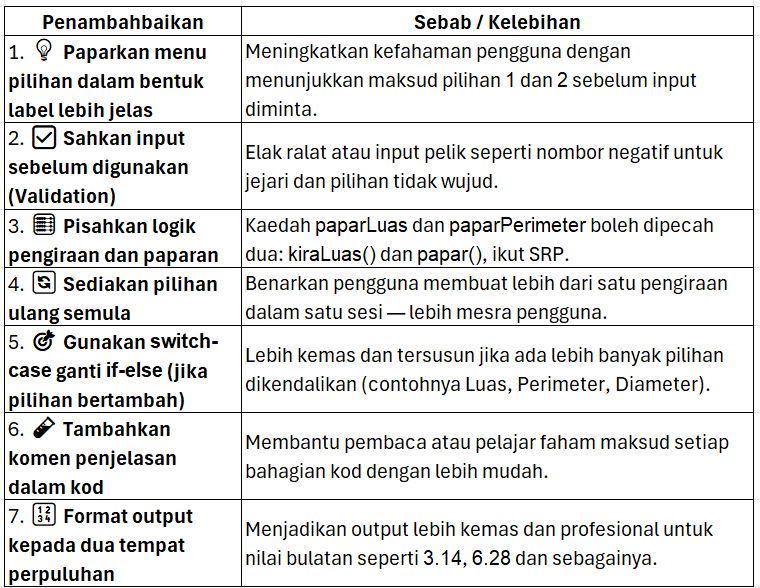 Penambahbaikan Sebab / Kelebihan
1. 💡 Paparkan menu
pilihan dalam bentuk
label lebih jelas
Meningkatkan kefahaman pengguna dengan
menunjukkan maksud pilihan 1 dan 2 sebelum input
diminta.
2. ☑ Sahkan input
sebelum digunakan
(Validation)
Elak ralat atau input pelik seperti nombor negatif untuk
jejari dan pilihan tidak wujud.
3. 🧮 Pisahkan logik
pengiraan dan paparan
Kaedah paparLuas dan paparPerimeter boleh dipecah
dua: kiraLuas() dan papar(), ikut SRP.
4. 🔄 Sediakan pilihan
ulang semula
Benarkan pengguna membuat lebih dari satu pengiraan
dalam satu sesi — lebih mesra pengguna.
5. 🎯 Gunakan switch-
case ganti if-else (jika
pilihan bertambah)
Lebih kemas dan tersusun jika ada lebih banyak pilihan
dikendalikan (contohnya Luas, Perimeter, Diameter).
6. 🧪 Tambahkan
komen penjelasan
dalam kod
Membantu pembaca atau pelajar faham maksud setiap
bahagian kod dengan lebih mudah.
7. 🔢 Format output
kepada dua tempat
perpuluhan
Menjadikan output lebih kemas dan profesional untuk
nilai bulatan seperti 3.14, 6.28 dan sebagainya.